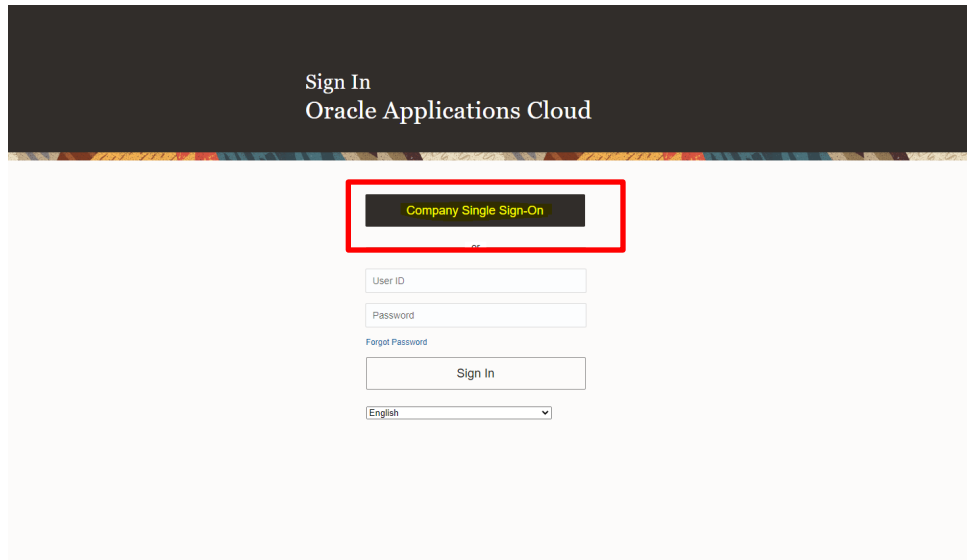 Sign In
Oracle Applications Cloud
Company Single Sign-On
or
User ID
Password
Forgot Password
Sign In
English